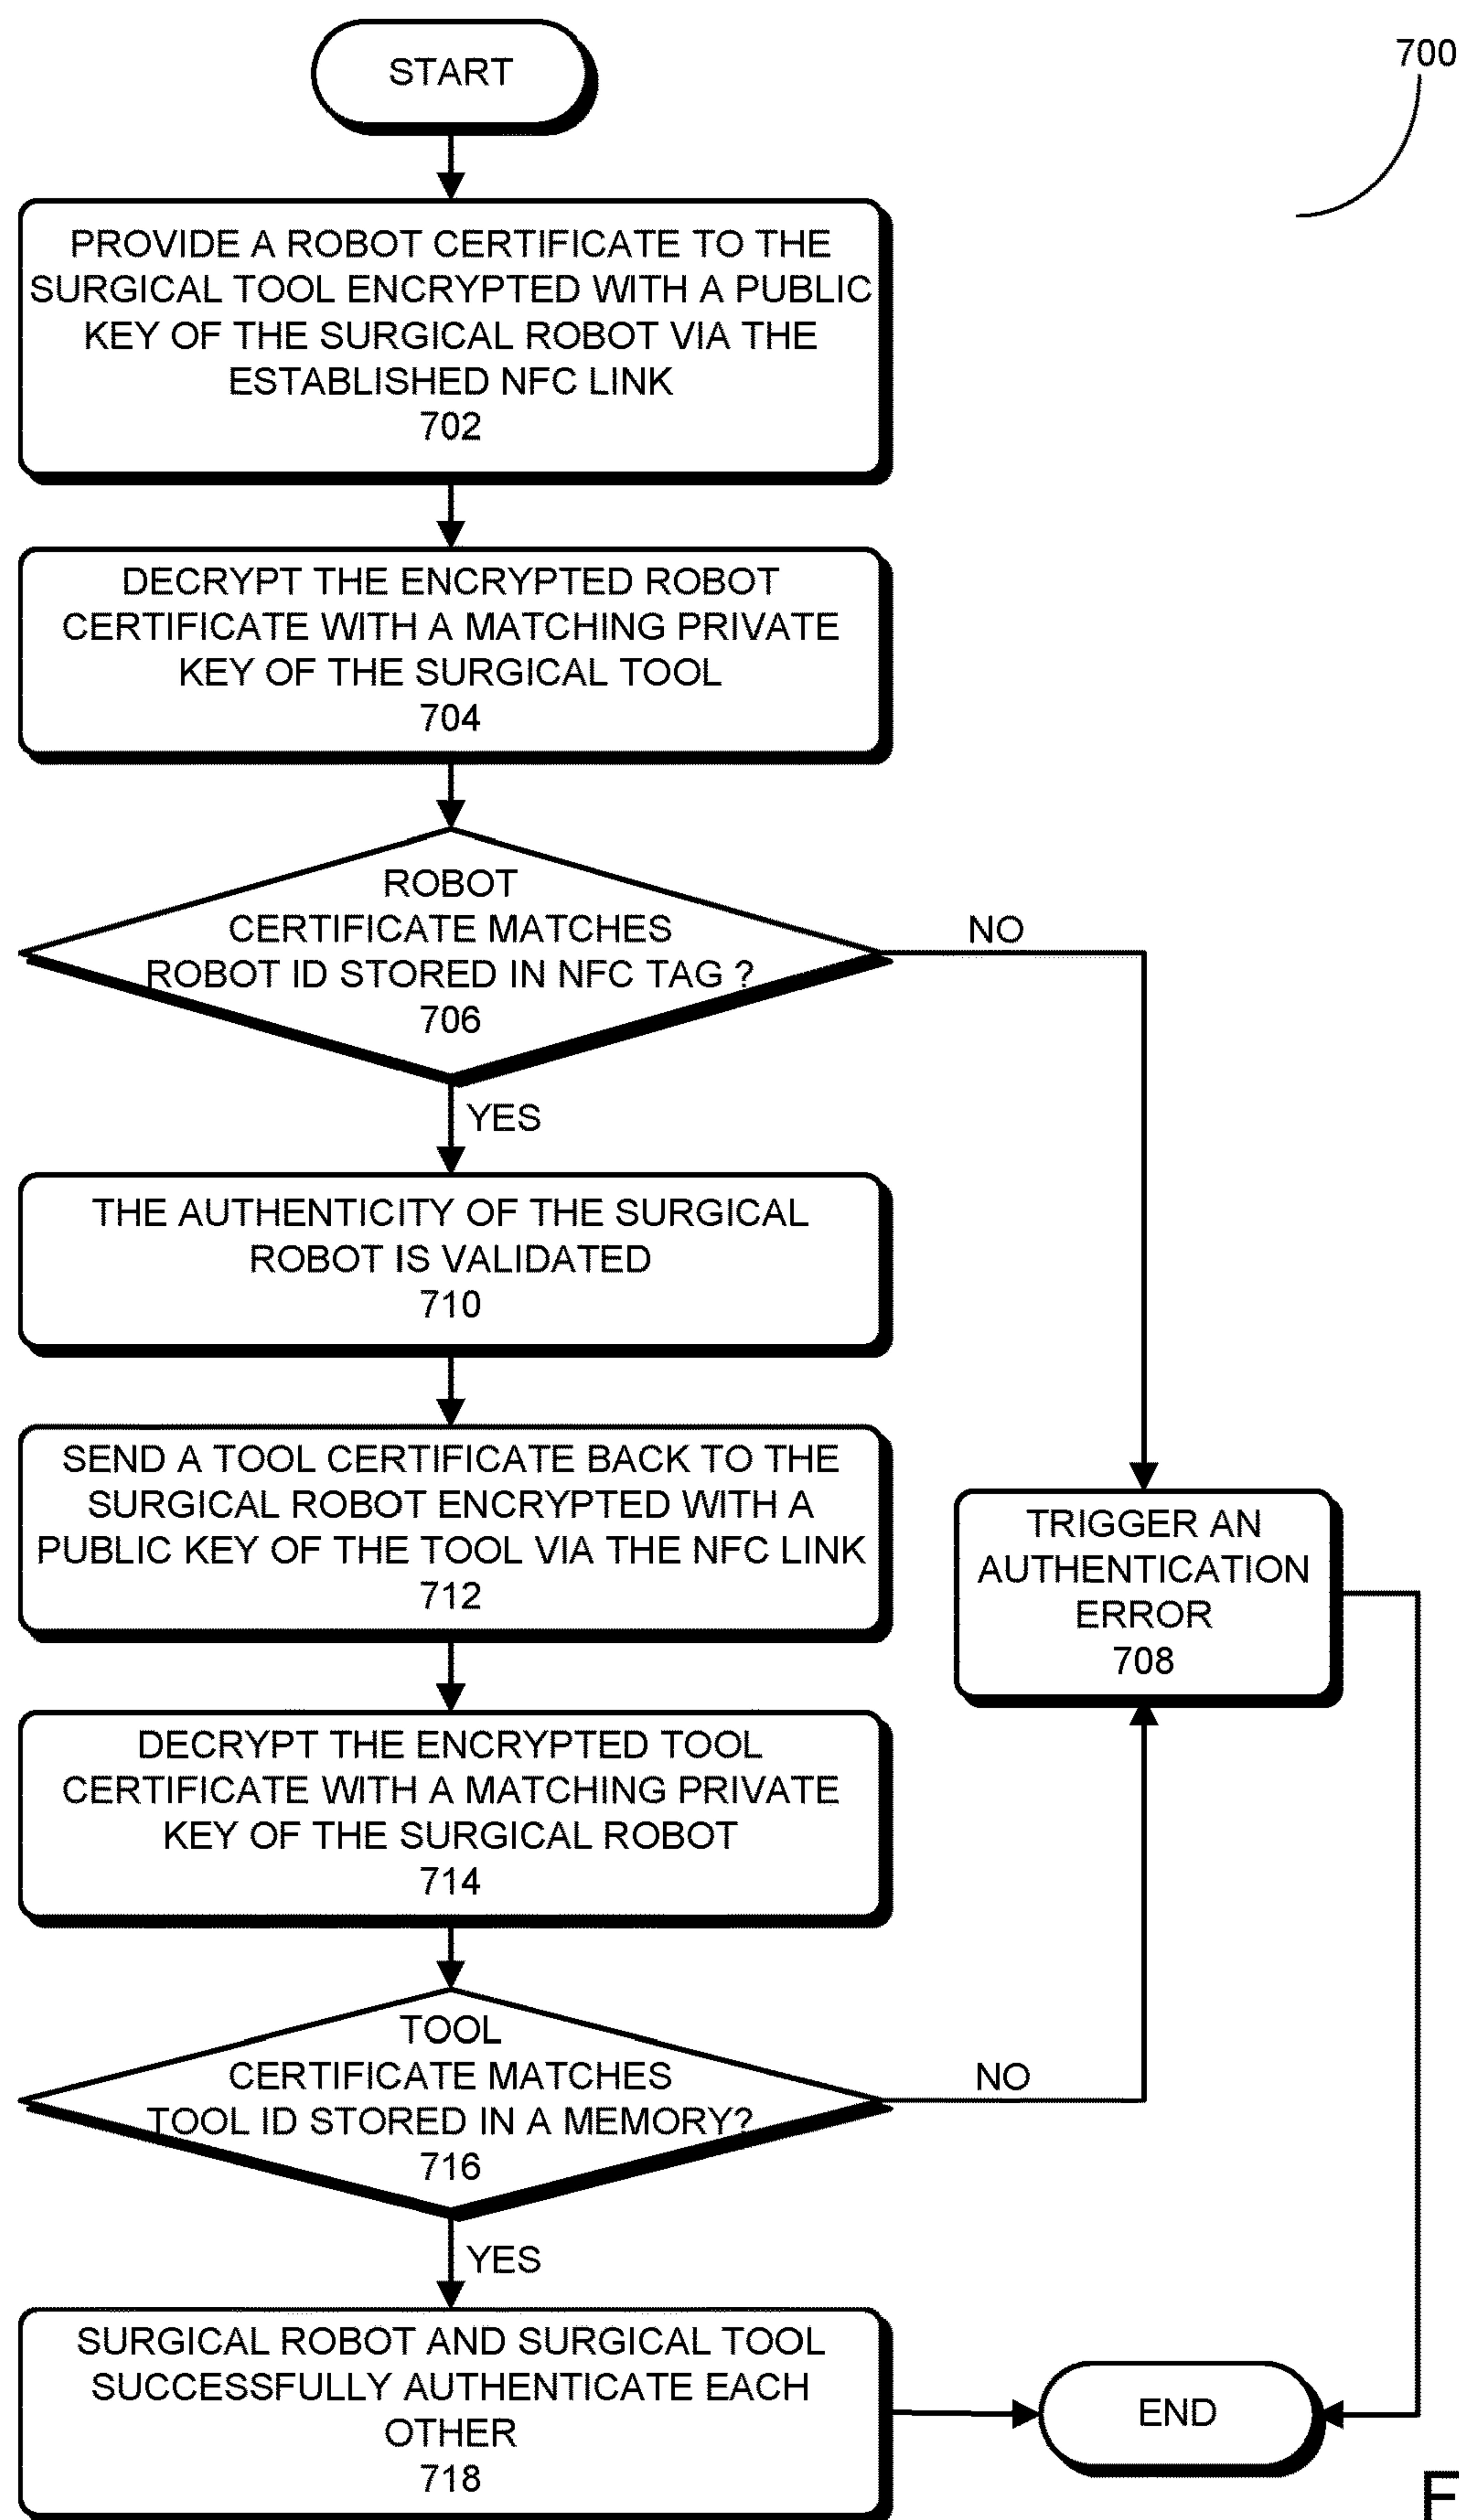 START
700
PROVIDE A ROBOT CERTIFICATE TO THE
SURGICAL TOOL ENCRYPTED WITH A PUBLIC
KEY OF THE SURGICAL ROBOT VIA THE
ESTABLISHED NFC LINK
702
DECRYPT THE ENCRYPTED ROBOT
CERTIFICATE WITH A MATCHING PRIVATE
KEY OF THE SURGICAL TOOL
704
ROBOT
CERTIFICATE MATCHES
ROBOT ID STORED IN NFC TAG ?
706
NO
YES
THE AUTHENTICITY OF THE SURGICAL
ROBOT IS VALIDATED
710
SEND A TOOL CERTIFICATE BACK TO THE
SURGICAL ROBOT ENCRYPTED WITH A
PUBLIC KEY OF THE TOOL VIA THE NFC LINK
712
TRIGGER AN
AUTHENTICATION
ERROR
708
DECRYPT THE ENCRYPTED TOOL
CERTIFICATE WITH A MATCHING PRIVATE
KEY OF THE SURGICAL ROBOT
714
TOOL
CERTIFICATE MATCHES
TOOL ID STORED IN A MEMORY?
716
NO
YES
SURGICAL ROBOT AND SURGICAL TOOL
SUCCESSFULLY AUTHENTICATE EACH
OTHER
718
END